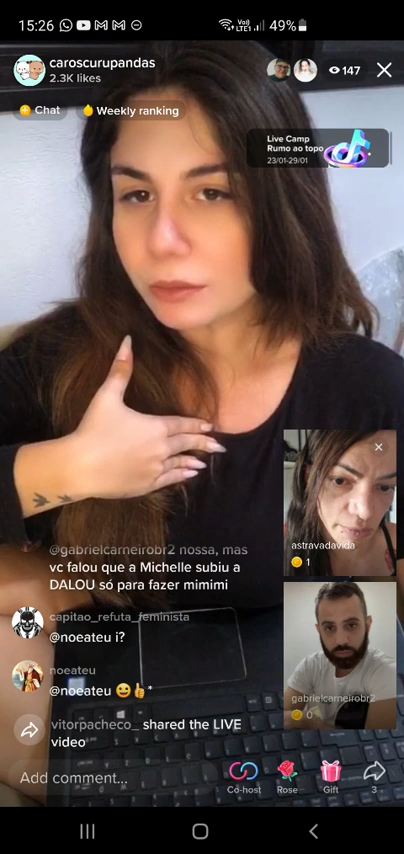 15:26
Vo)
LTE1
49%
caroscurupandas
2.3K likes
147
Chat
Weekly ranking
Live Camp
Rumo ao topo
23/01-29/01
@gabrielcarneirobr2 nossa, mas
vc falou que a Michelle subiu a
DALOU só para fazer mimimi
capitao_refuta_feminista
@noeateu i?
noeateu
@noeateu 😀👍*
vitorpacheco_ shared the LIVE
video
astravadavida
1
gabrielcarneirobr2
0
Add comment...
Co-host
Rose
Gift
3